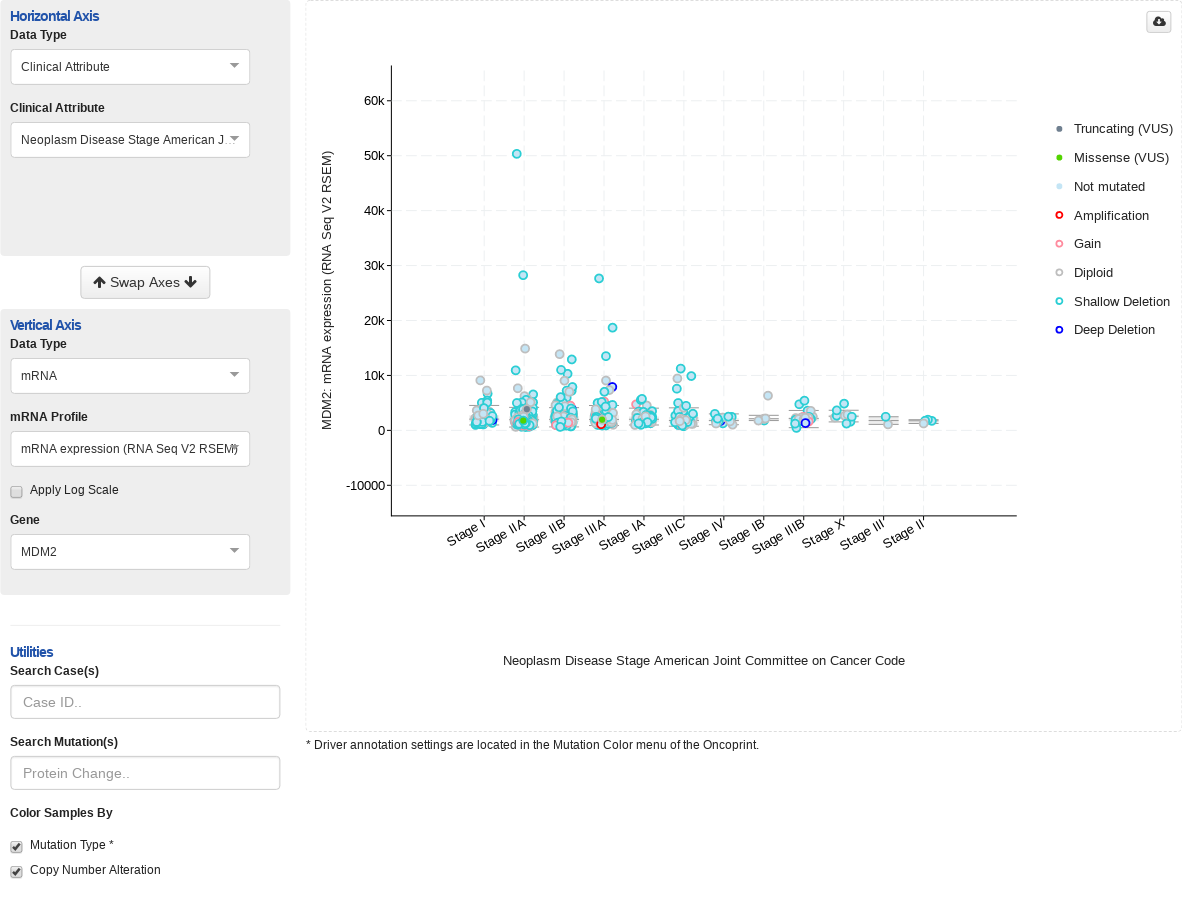 Horizontal Axis
Data Type
Clinical Attribute
Clinical Attribute
Neoplasm Disease Stage American J...
Swap Axes
Vertical Axis
Data Type
mRNA
mRNA Profile
mRNA expression (RNA Seq V2 RSEM)
Apply Log Scale
Gene
MDM2
Utilities
Search Case(s)
Case ID..
Search Mutation(s)
Protein Change..
Color Samples By
Mutation Type *
Copy Number Alteration
MDM2: mRNA expression (RNA Seq V2 RSEM)
60k
50k
40k
30k
20k
10k
0
-10000
Stage I
Stage IIA
Stage IIB
Stage IIIA
Stage IA
Stage IIIC
Stage IV
Stage IB
Stage IIIB
Stage X
Stage III
Stage II
Neoplasm Disease Stage American Joint Committee on Cancer Code
Truncating (VUS)
Missense (VUS)
Not mutated
Amplification
Gain
Diploid
Shallow Deletion
Deep Deletion
* Driver annotation settings are located in the Mutation Color menu of the Oncoprint.